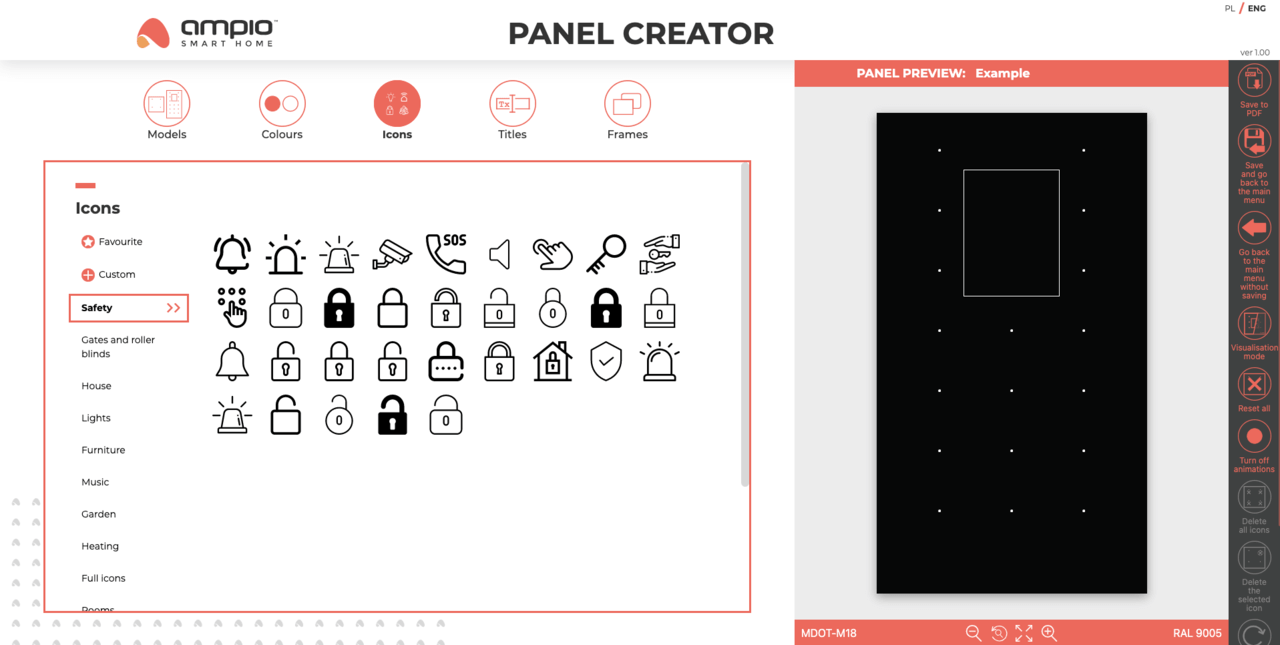 PL / ENG
ampio™
SMART HOME
PANEL CREATOR
ver 1.00
Models
Colours
Icons
Tx
Titles
Frames
PANEL PREVIEW: Example
Icons
Favourite
Custom
Safety >>
Gates and roller
blinds
House
Lights
Furniture
Music
Garden
Heating
Full icons
Rooms
SOS
0
0
0
0
0
0
MDOT-M18
RAL 9005
Save to
PDF
Save
and go
back to
the main
menu
Go back
to the
main
menu
without
saving
Visualisation
mode
Reset all
Turn off
animations
Delete
all icons
Delete
the
selected
icon